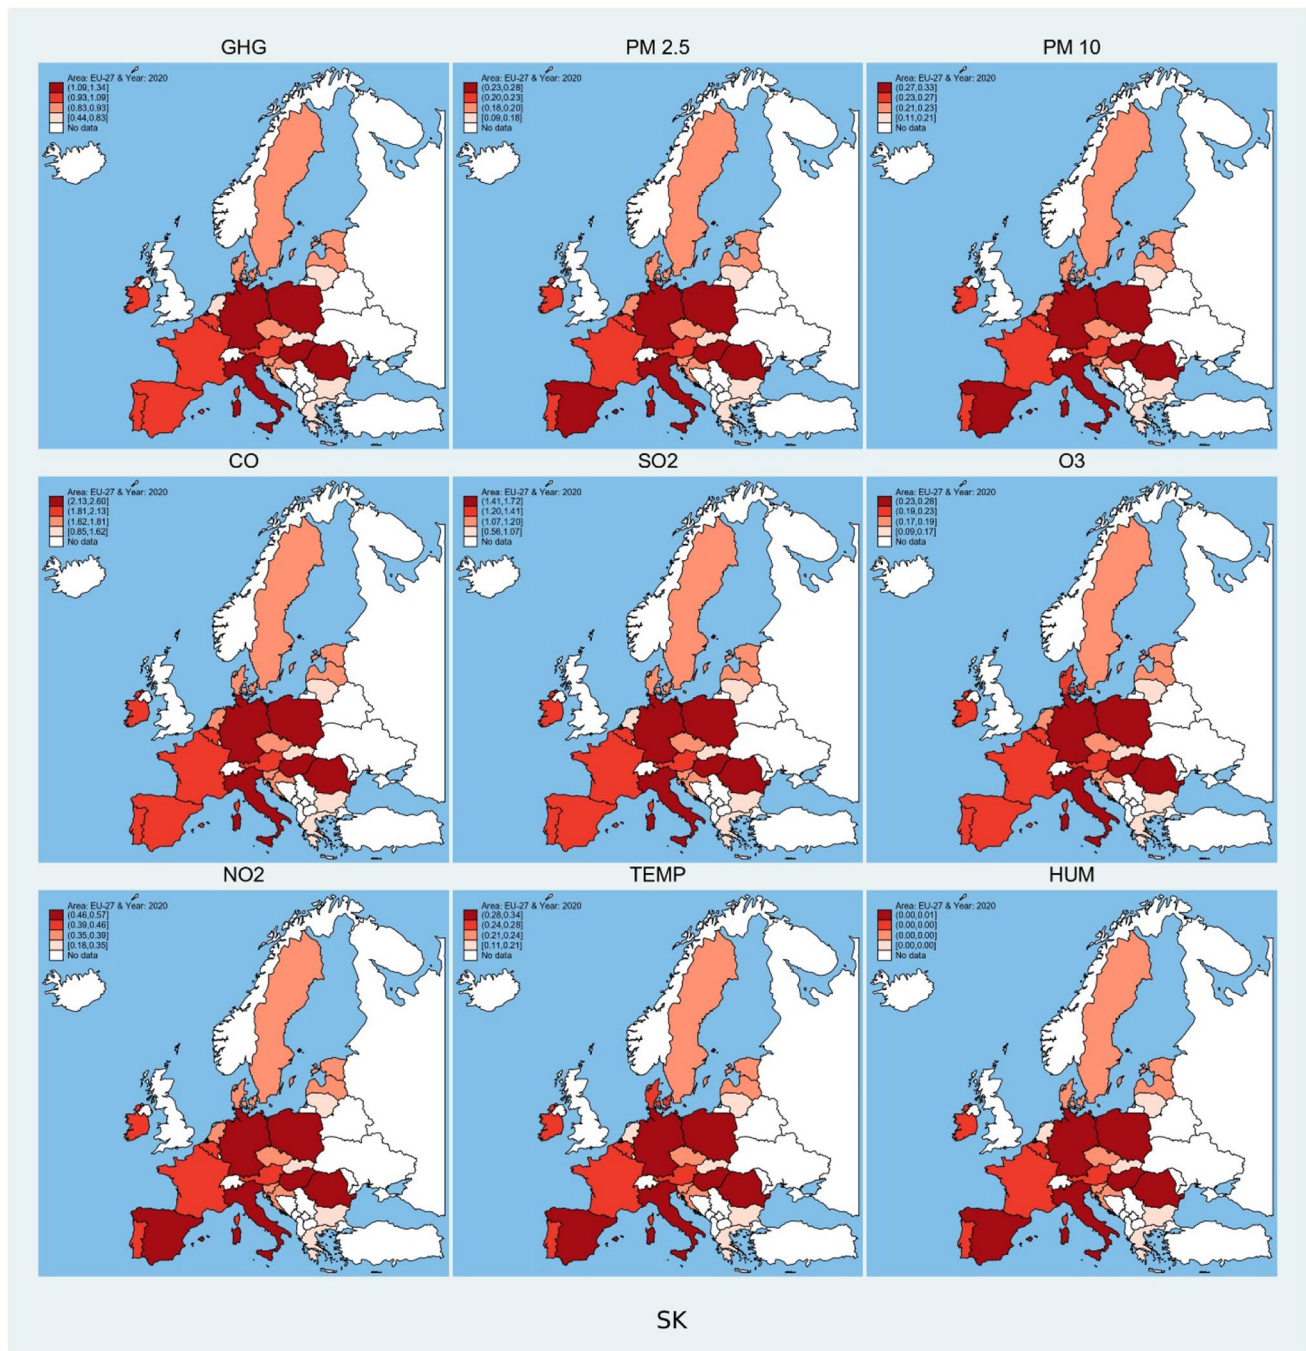 GHG
Area: EU-27 & Year: 2020
(1.09,1.34]
(0.93,1.09]
(0.83,0.93]
[0.44,0.83]
No data
PM 2.5
Area: EU-27 & Year: 2020
(0.23,0.28]
(0.20,0.23]
(0.18,0.20]
[0.09,0.18]
No data
PM 10
Area: EU-27 & Year: 2020
(0.27,0.33]
(0.23,0.27]
(0.21,0.23]
[0.11,0.21]
No data
CO
Area: EU-27 & Year: 2020
(2.13,2.60]
(1.81,2.13]
(1.62,1.81]
[0.85,1.62]
No data
SO2
Area: EU-27 & Year: 2020
(1.41,1.72]
(1.20,1.41]
(1.07,1.20]
[0.56,1.07]
No data
O3
Area: EU-27 & Year: 2020
(0.23,0.28]
(0.19,0.23]
(0.17,0.19]
[0.09,0.17]
No data
NO2
Area: EU-27 & Year: 2020
(0.46,0.57]
(0.39,0.46]
(0.35,0.39]
[0.18,0.35]
No data
TEMP
Area: EU-27 & Year: 2020
(0.28,0.34]
(0.24,0.28]
(0.21,0.24]
[0.11,0.21]
No data
HUM
Area: EU-27 & Year: 2020
(0.00,0.01]
(0.00,0.00]
(0.00,0.00]
[0.00,0.00]
No data
SK